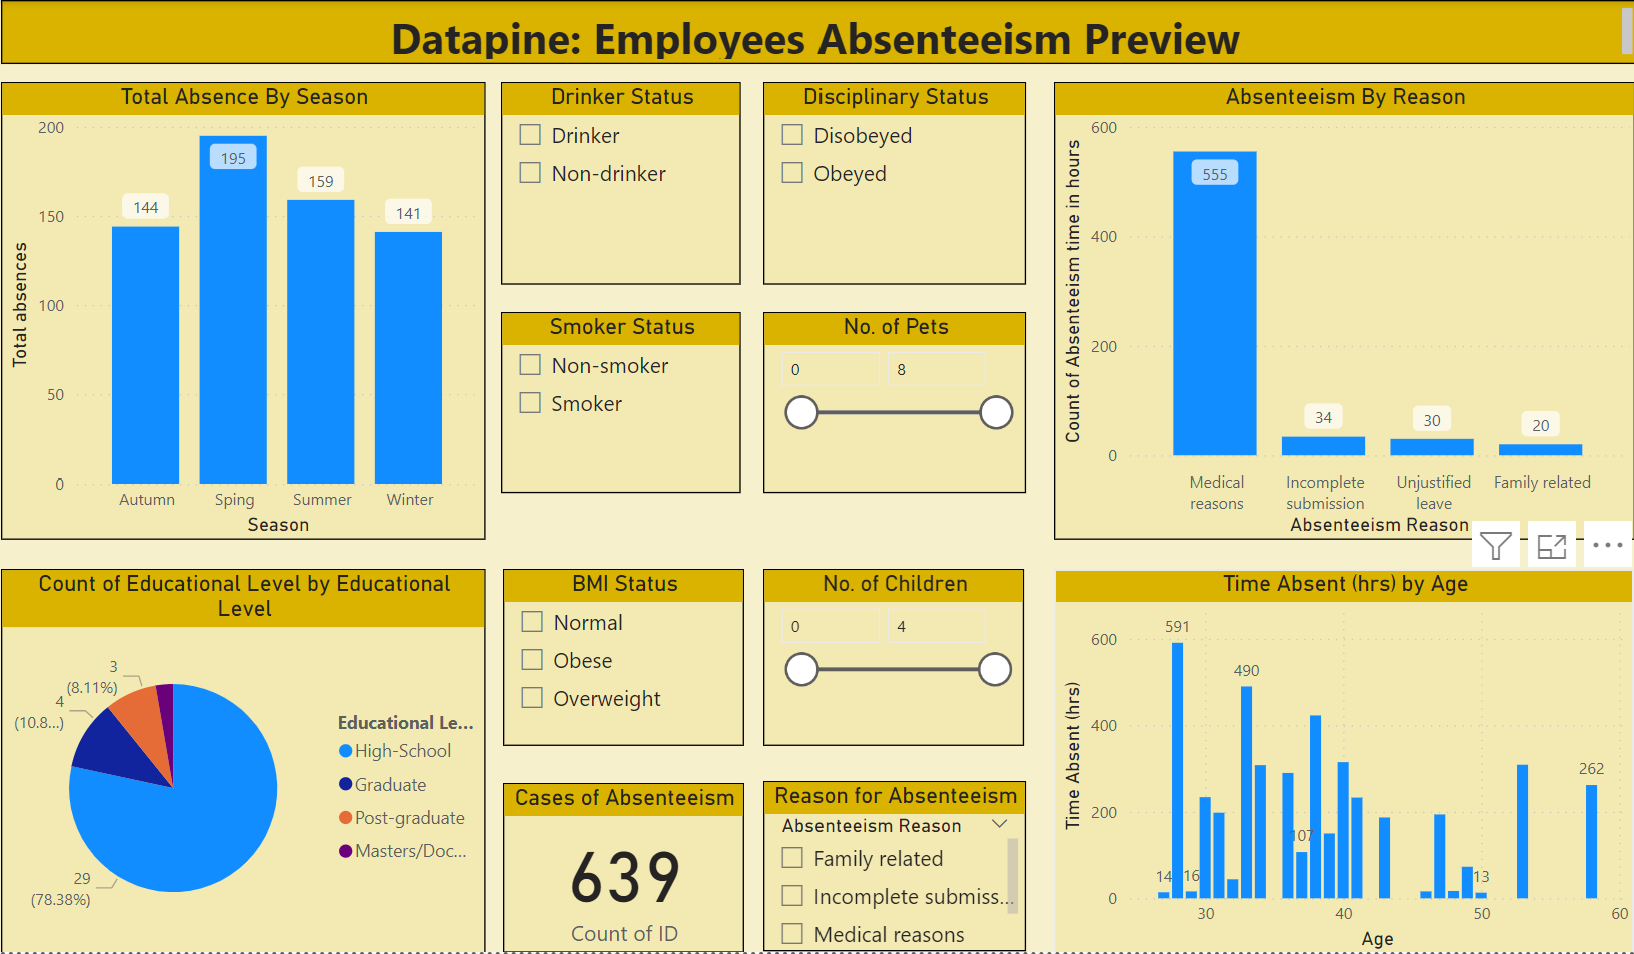 Datapine: Employees Absenteeism Preview
Total Absence By Season
Total absences
200
150
100
50
0
144
195
159
141
Autumn
Sping
Summer
Winter
Season
Drinker Status
Drinker
Non-drinker
Disciplinary Status
Disobeyed
Obeyed
Smoker Status
Non-smoker
Smoker
No. of Pets
0
8
Absenteeism By Reason
Count of Absenteeism time in hours
600
400
200
0
555
34
30
20
Medical
reasons
Incomplete
submission
Unjustified
leave
Family related
Absenteeism Reason
Count of Educational Level by Educational
Level
3
(8.11%)
4
(10.8...)
29
(78.38%)
Educational Le...
High-School
Graduate
Post-graduate
Masters/Doc...
BMI Status
Normal
Obese
Overweight
No. of Children
0
4
Cases of Absenteeism
639
Count of ID
Reason for Absenteeism
Absenteeism Reason
Family related
Incomplete submiss...
Medical reasons
Time Absent (hrs) by Age
Time Absent (hrs)
600
400
200
0
591
490
262
107
14
16
13
30
40
50
60
Age